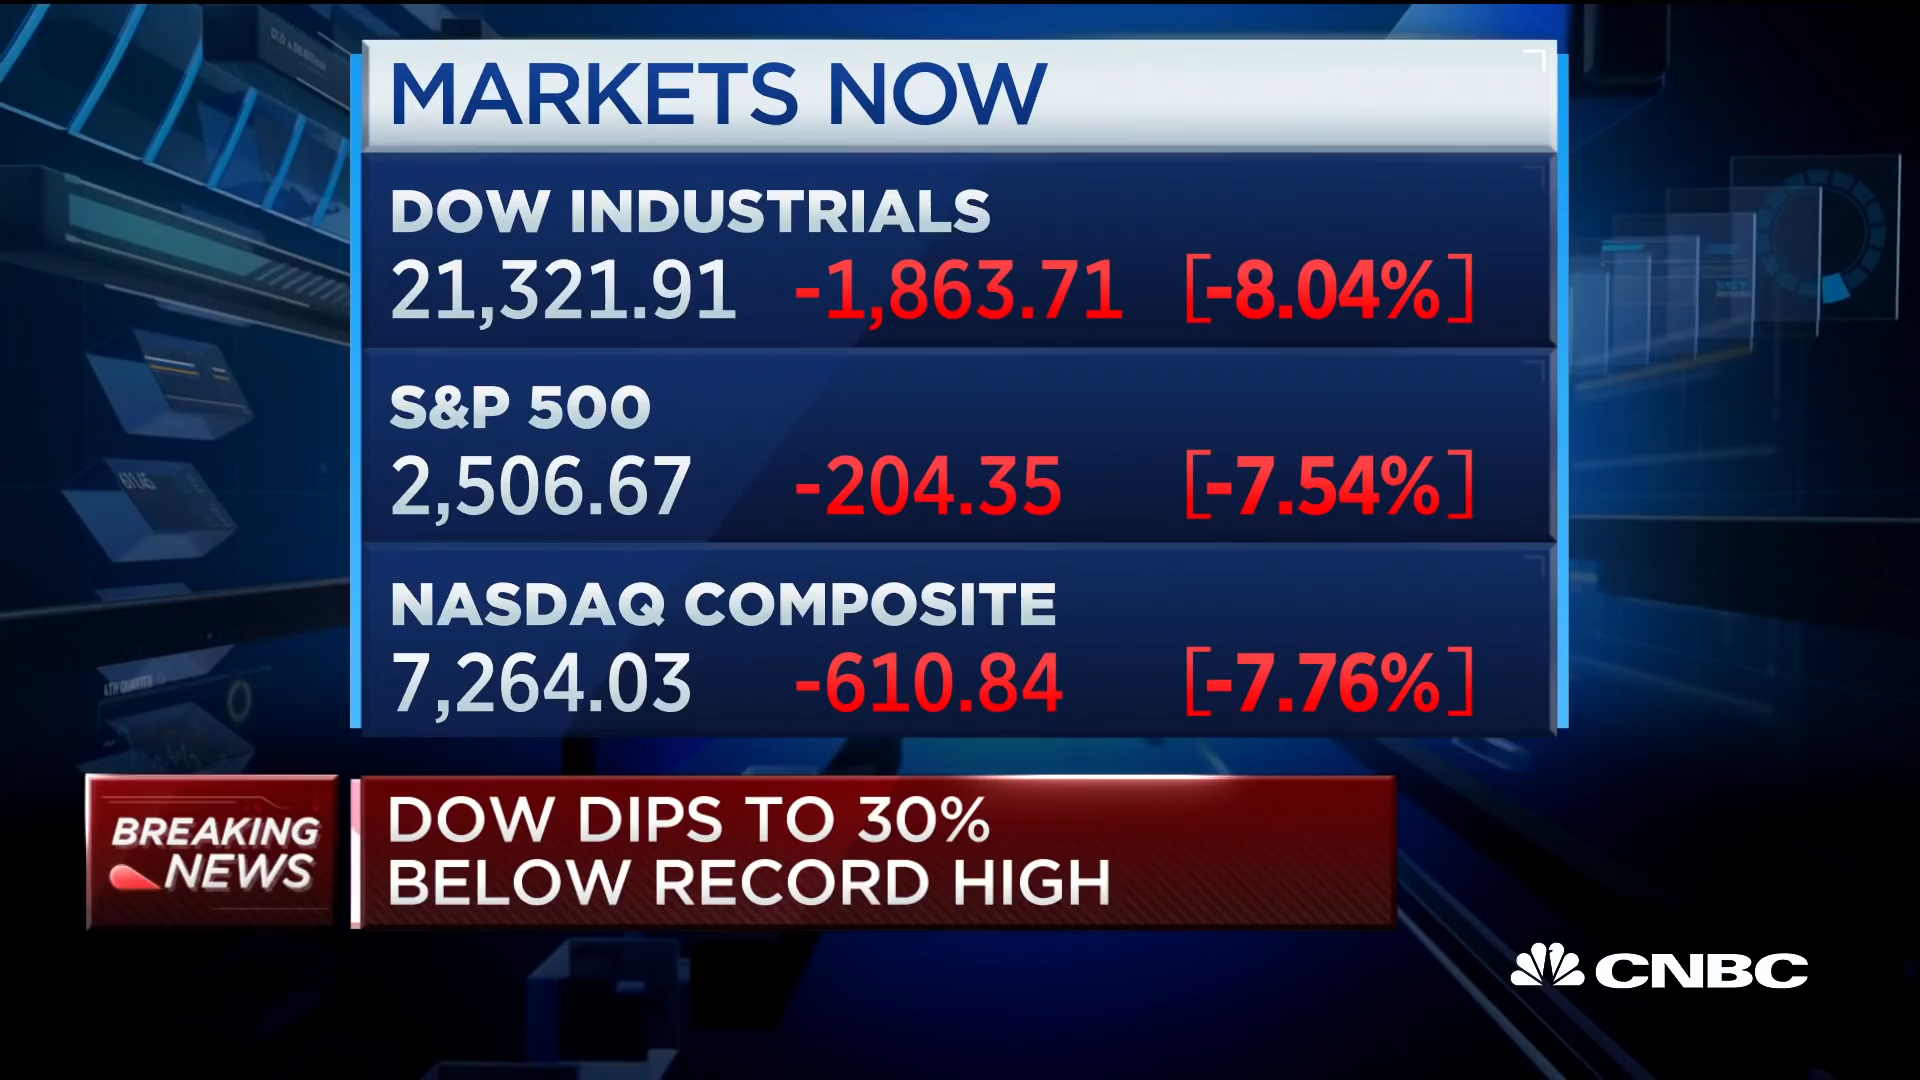 MARKETS NOW
DOW INDUSTRIALS
21,321.91 -1,863.71 [-8.04%]
S&P 500
2,506.67 -204.35 [-7.54%]
NASDAQ COMPOSITE
7,264.03 -610.84 [-7.76%]
BREAKING
NEWS
DOW DIPS TO 30%
BELOW RECORD HIGH
CNBC